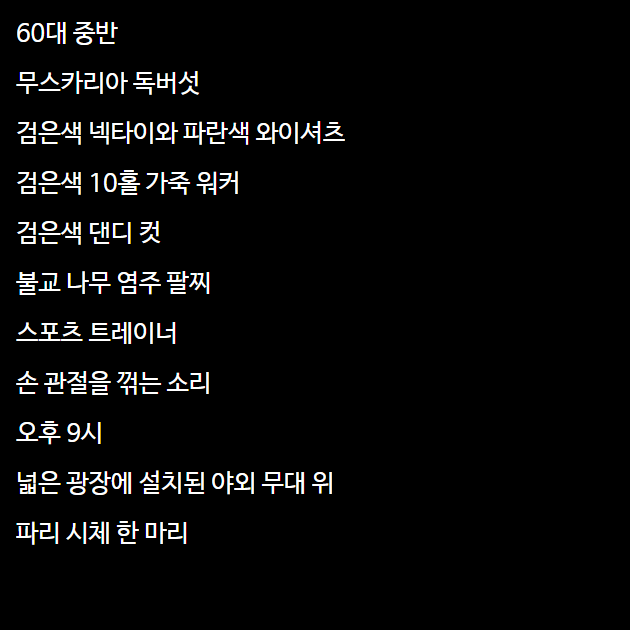 60대 중반
무스카리아 독버섯
검은색 넥타이와 파란색 와이셔츠
검은색 10홀 가죽 워커
검은색 댄디 컷
불교 나무 염주 팔찌
스포츠 트레이너
손 관절을 꺾는 소리
오후 9시
넓은 광장에 설치된 야외 무대 위
파리 시체 한 마리